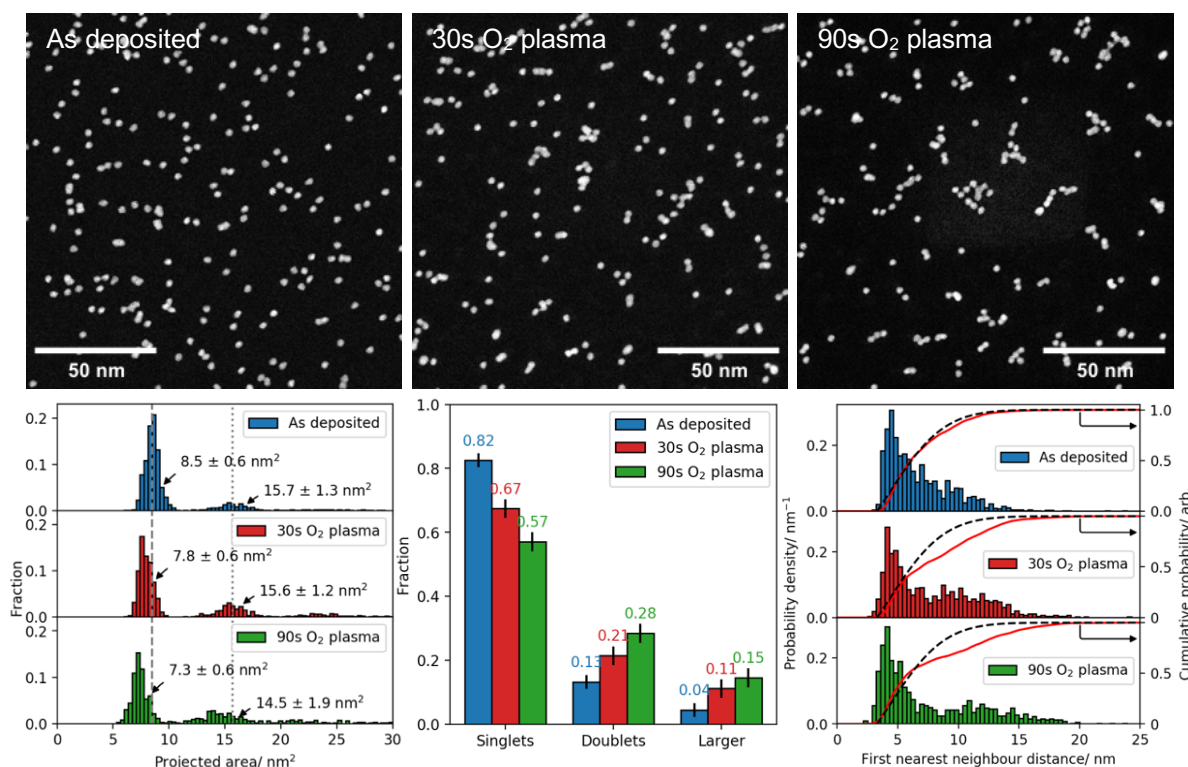 As deposited
30s O₂ plasma
90s O₂ plasma
50 nm
50 nm
50 nm
0.2
0.1
0.0
0.2
0.1
0.0
0.2
0.1
0.0
Fraction
As deposited
8.5 ± 0.6 nm²
15.7 ± 1.3 nm²
30s O₂ plasma
7.8 ± 0.6 nm²
15.6 ± 1.2 nm²
90s O₂ plasma
7.3 ± 0.6 nm²
14.5 ± 1.9 nm²
0 5 10 15 20 25 30
Projected area/ nm²
1.0
0.8
0.6
0.4
0.2
0.0
Fraction
As deposited
30s O₂ plasma
90s O₂ plasma
0.82
0.67
0.57
0.13
0.21
0.28
0.04
0.11
0.15
Singlets Doublets Larger
0.2
0.0
0.2
0.0
0.2
0.0
Probability density/ nm⁻¹
As deposited
30s O₂ plasma
90s O₂ plasma
1.0
0.5
0
0.5
0
0.5
0
Cumulative probability/ arb
0 5 10 15 20 25
First nearest neighbour distance/ nm